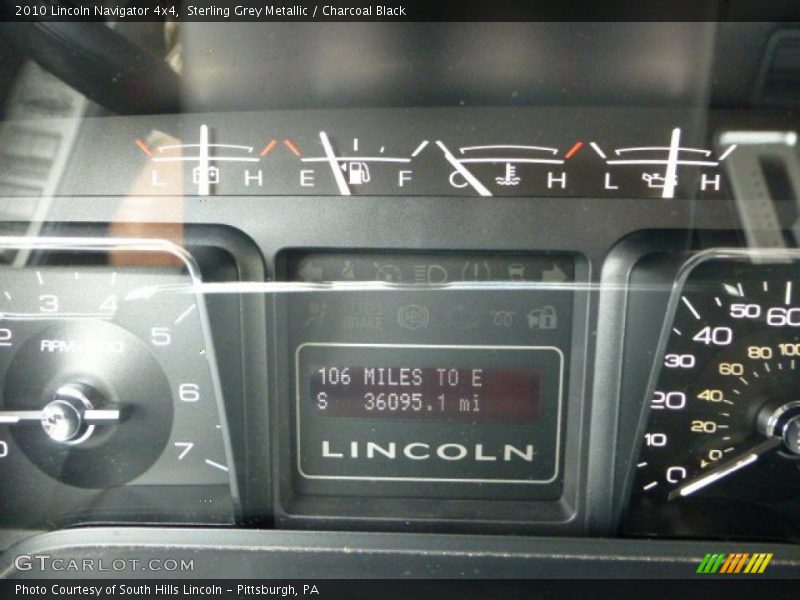 2010 Lincoln Navigator 4x4, Sterling Grey Metallic / Charcoal Black
L H E F C H L H
2 3 4 5 6 7 0
BRAKE ABS
106 MILES TO E
S 36095.1 mi
LINCOLN
0 10 20 30 40 50 60
20 40 60 80 100
GTCARLOT.COM
Photo Courtesy of South Hills Lincoln - Pittsburgh, PA